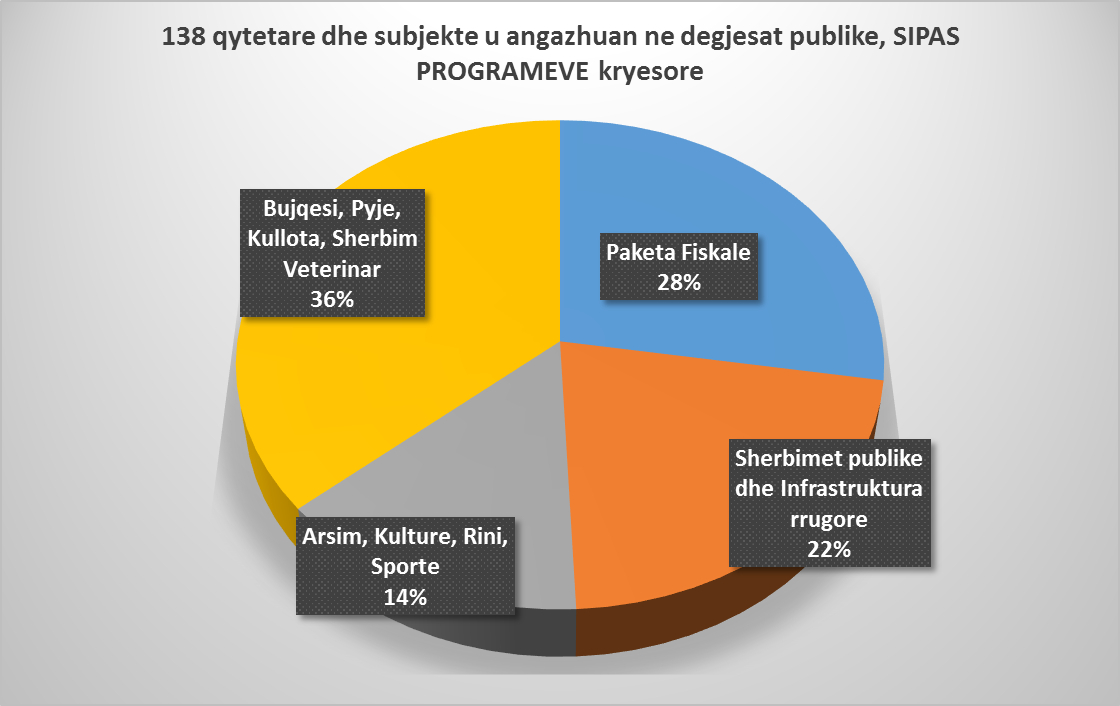 138 qytetare dhe subjekte u angazhuan ne degjesat publike, SIPAS
PROGRAMEVE kryesore
Bujqesi, Pyje,
Kullota, Sherbim
Veterinar
36%
Paketa Fiskale
28%
Sherbimet publike
dhe Infrastruktura
rrugore
22%
Arsim, Kulture, Rini,
Sporte
14%